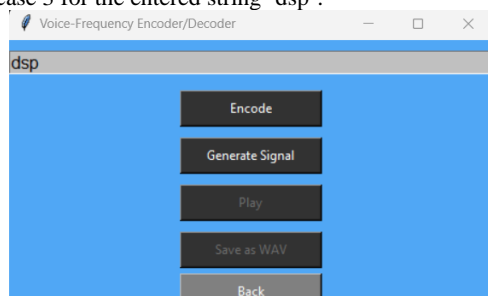 ease 3 for the entered string "dsp".
Voice-Frequency Encoder/Decoder
dsp
Encode
Generate Signal
Play
Save as WAV
Back